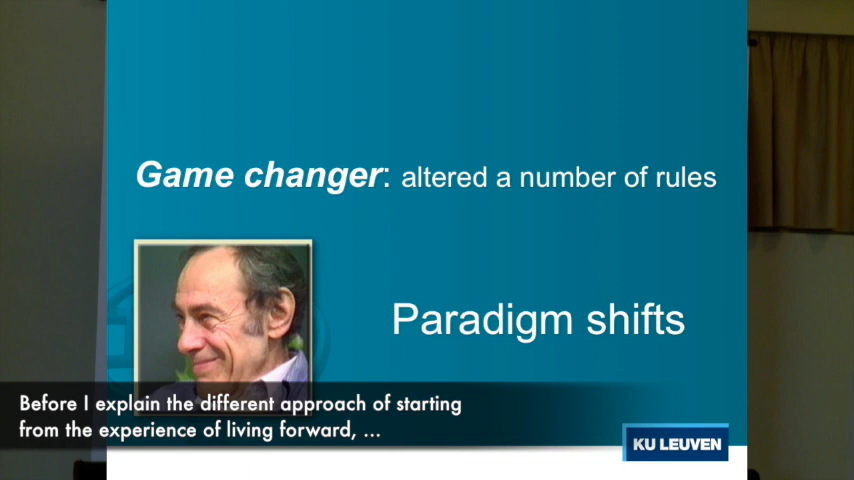 Game changer: altered a number of rules
Paradigm shifts
Before I explain the different approach of starting
from the experience of living forward, ...
KU LEUVEN